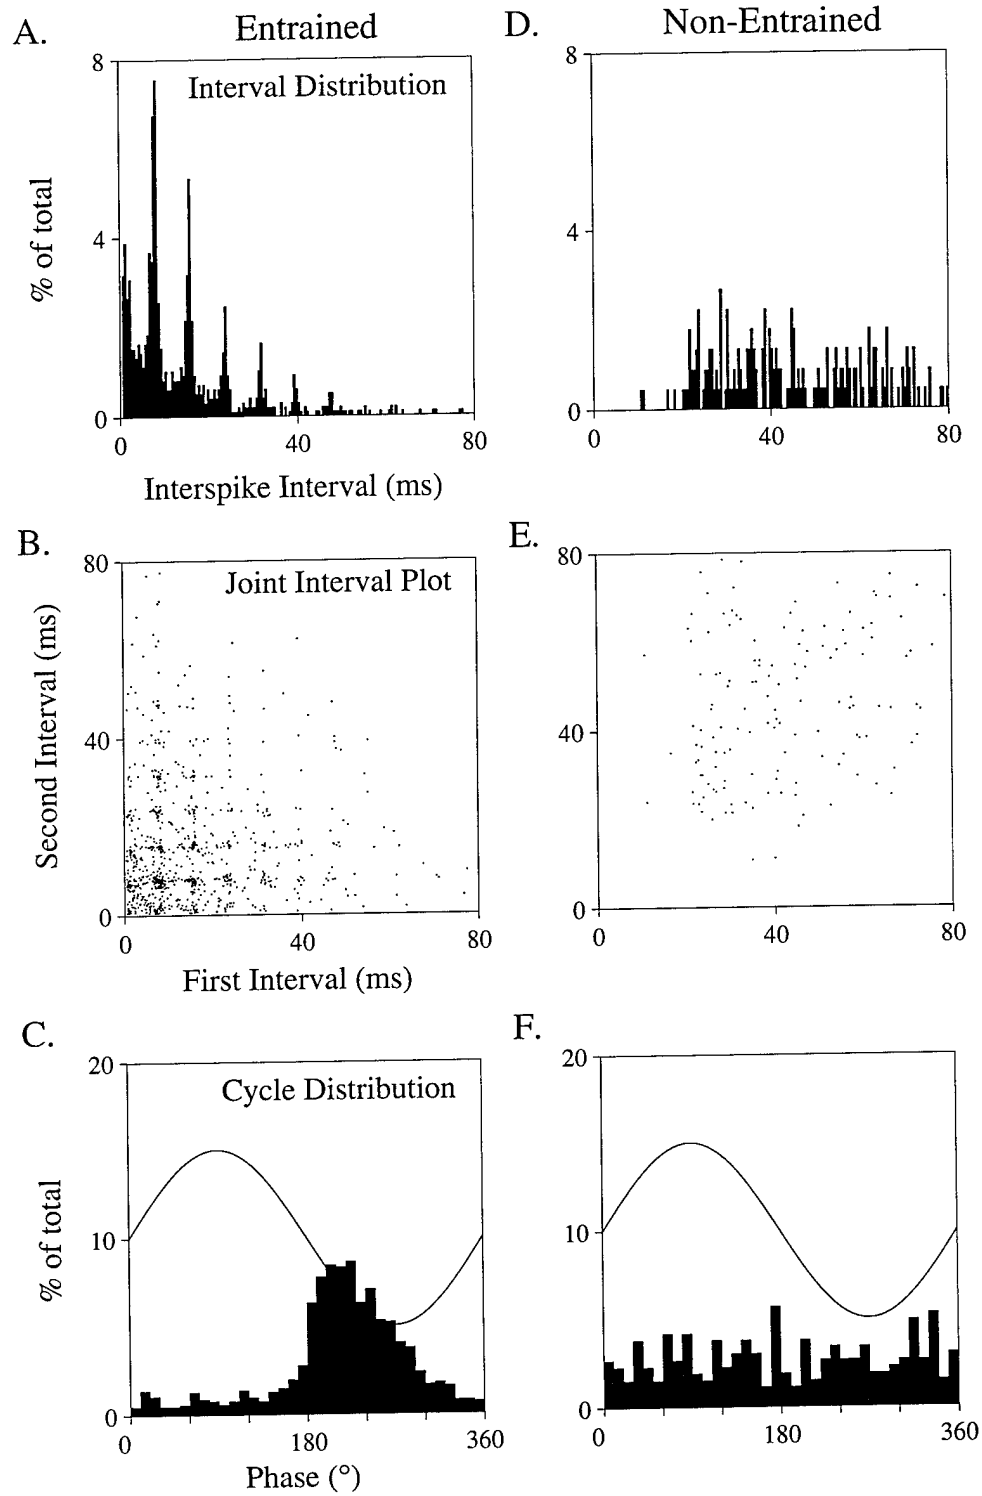 A.
Entrained
D.
Non-Entrained
8
Interval Distribution
4
0
% of total
0 40 80
Interspike Interval (ms)
8
4
0
0 40 80
B.
E.
80
Joint Interval Plot
40
0
Second Interval (ms)
0 40 80
First Interval (ms)
80
40
0
0 40 80
C.
F.
20
Cycle Distribution
10
0
% of total
0 180 360
Phase (°)
20
10
0
0 180 360